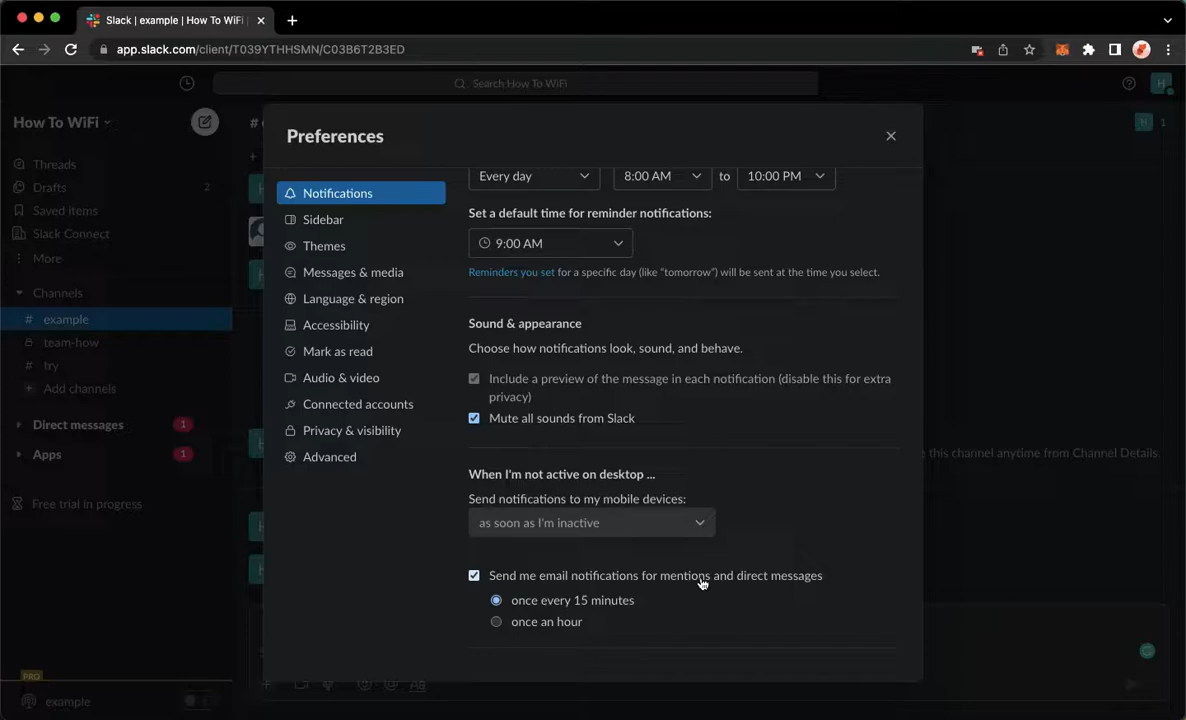 Slack | example | How To WiFi
app.slack.com/client/T039YTHHSMN/C03B6T2B3ED
Search How To WiFi
H
How To WiFi
#
H 1
Preferences
Threads
Drafts 2
Saved items
Slack Connect
More
Channels
# example
team-how
# try
Add channels
Direct messages 1
Apps 1
Free trial in progress
PRO
example
Notifications
Sidebar
Themes
Messages & media
Language & region
Accessibility
Mark as read
Audio & video
Connected accounts
Privacy & visibility
Advanced
Every day 8:00 AM to 10:00 PM
Set a default time for reminder notifications:
9:00 AM
Reminders you set for a specific day (like “tomorrow”) will be sent at the time you select.
Sound & appearance
Choose how notifications look, sound, and behave.
Include a preview of the message in each notification (disable this for extra
privacy)
Mute all sounds from Slack
When I'm not active on desktop ...
Send notifications to my mobile devices:
as soon as I'm inactive
Send me email notifications for mentions and direct messages
once every 15 minutes
once an hour
this channel anytime from Channel Details.